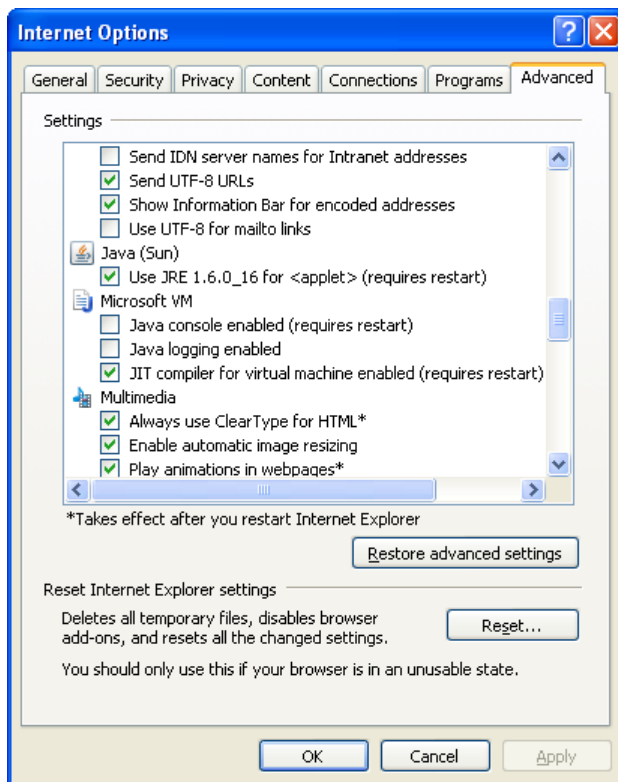 Internet Options
General Security Privacy Content Connections Programs Advanced
Settings
Send IDN server names for Intranet addresses
Send UTF-8 URLs
Show Information Bar for encoded addresses
Use UTF-8 for mailto links
Java (Sun)
Use JRE 1.6.0_16 for <applet> (requires restart)
Microsoft VM
Java console enabled (requires restart)
Java logging enabled
JIT compiler for virtual machine enabled (requires restart)
Multimedia
Always use ClearType for HTML*
Enable automatic image resizing
Play animations in webpages*
*Takes effect after you restart Internet Explorer
Restore advanced settings
Reset Internet Explorer settings
Deletes all temporary files, disables browser
add-ons, and resets all the changed settings.
Reset...
You should only use this if your browser is in an unusable state.
OK Cancel Apply